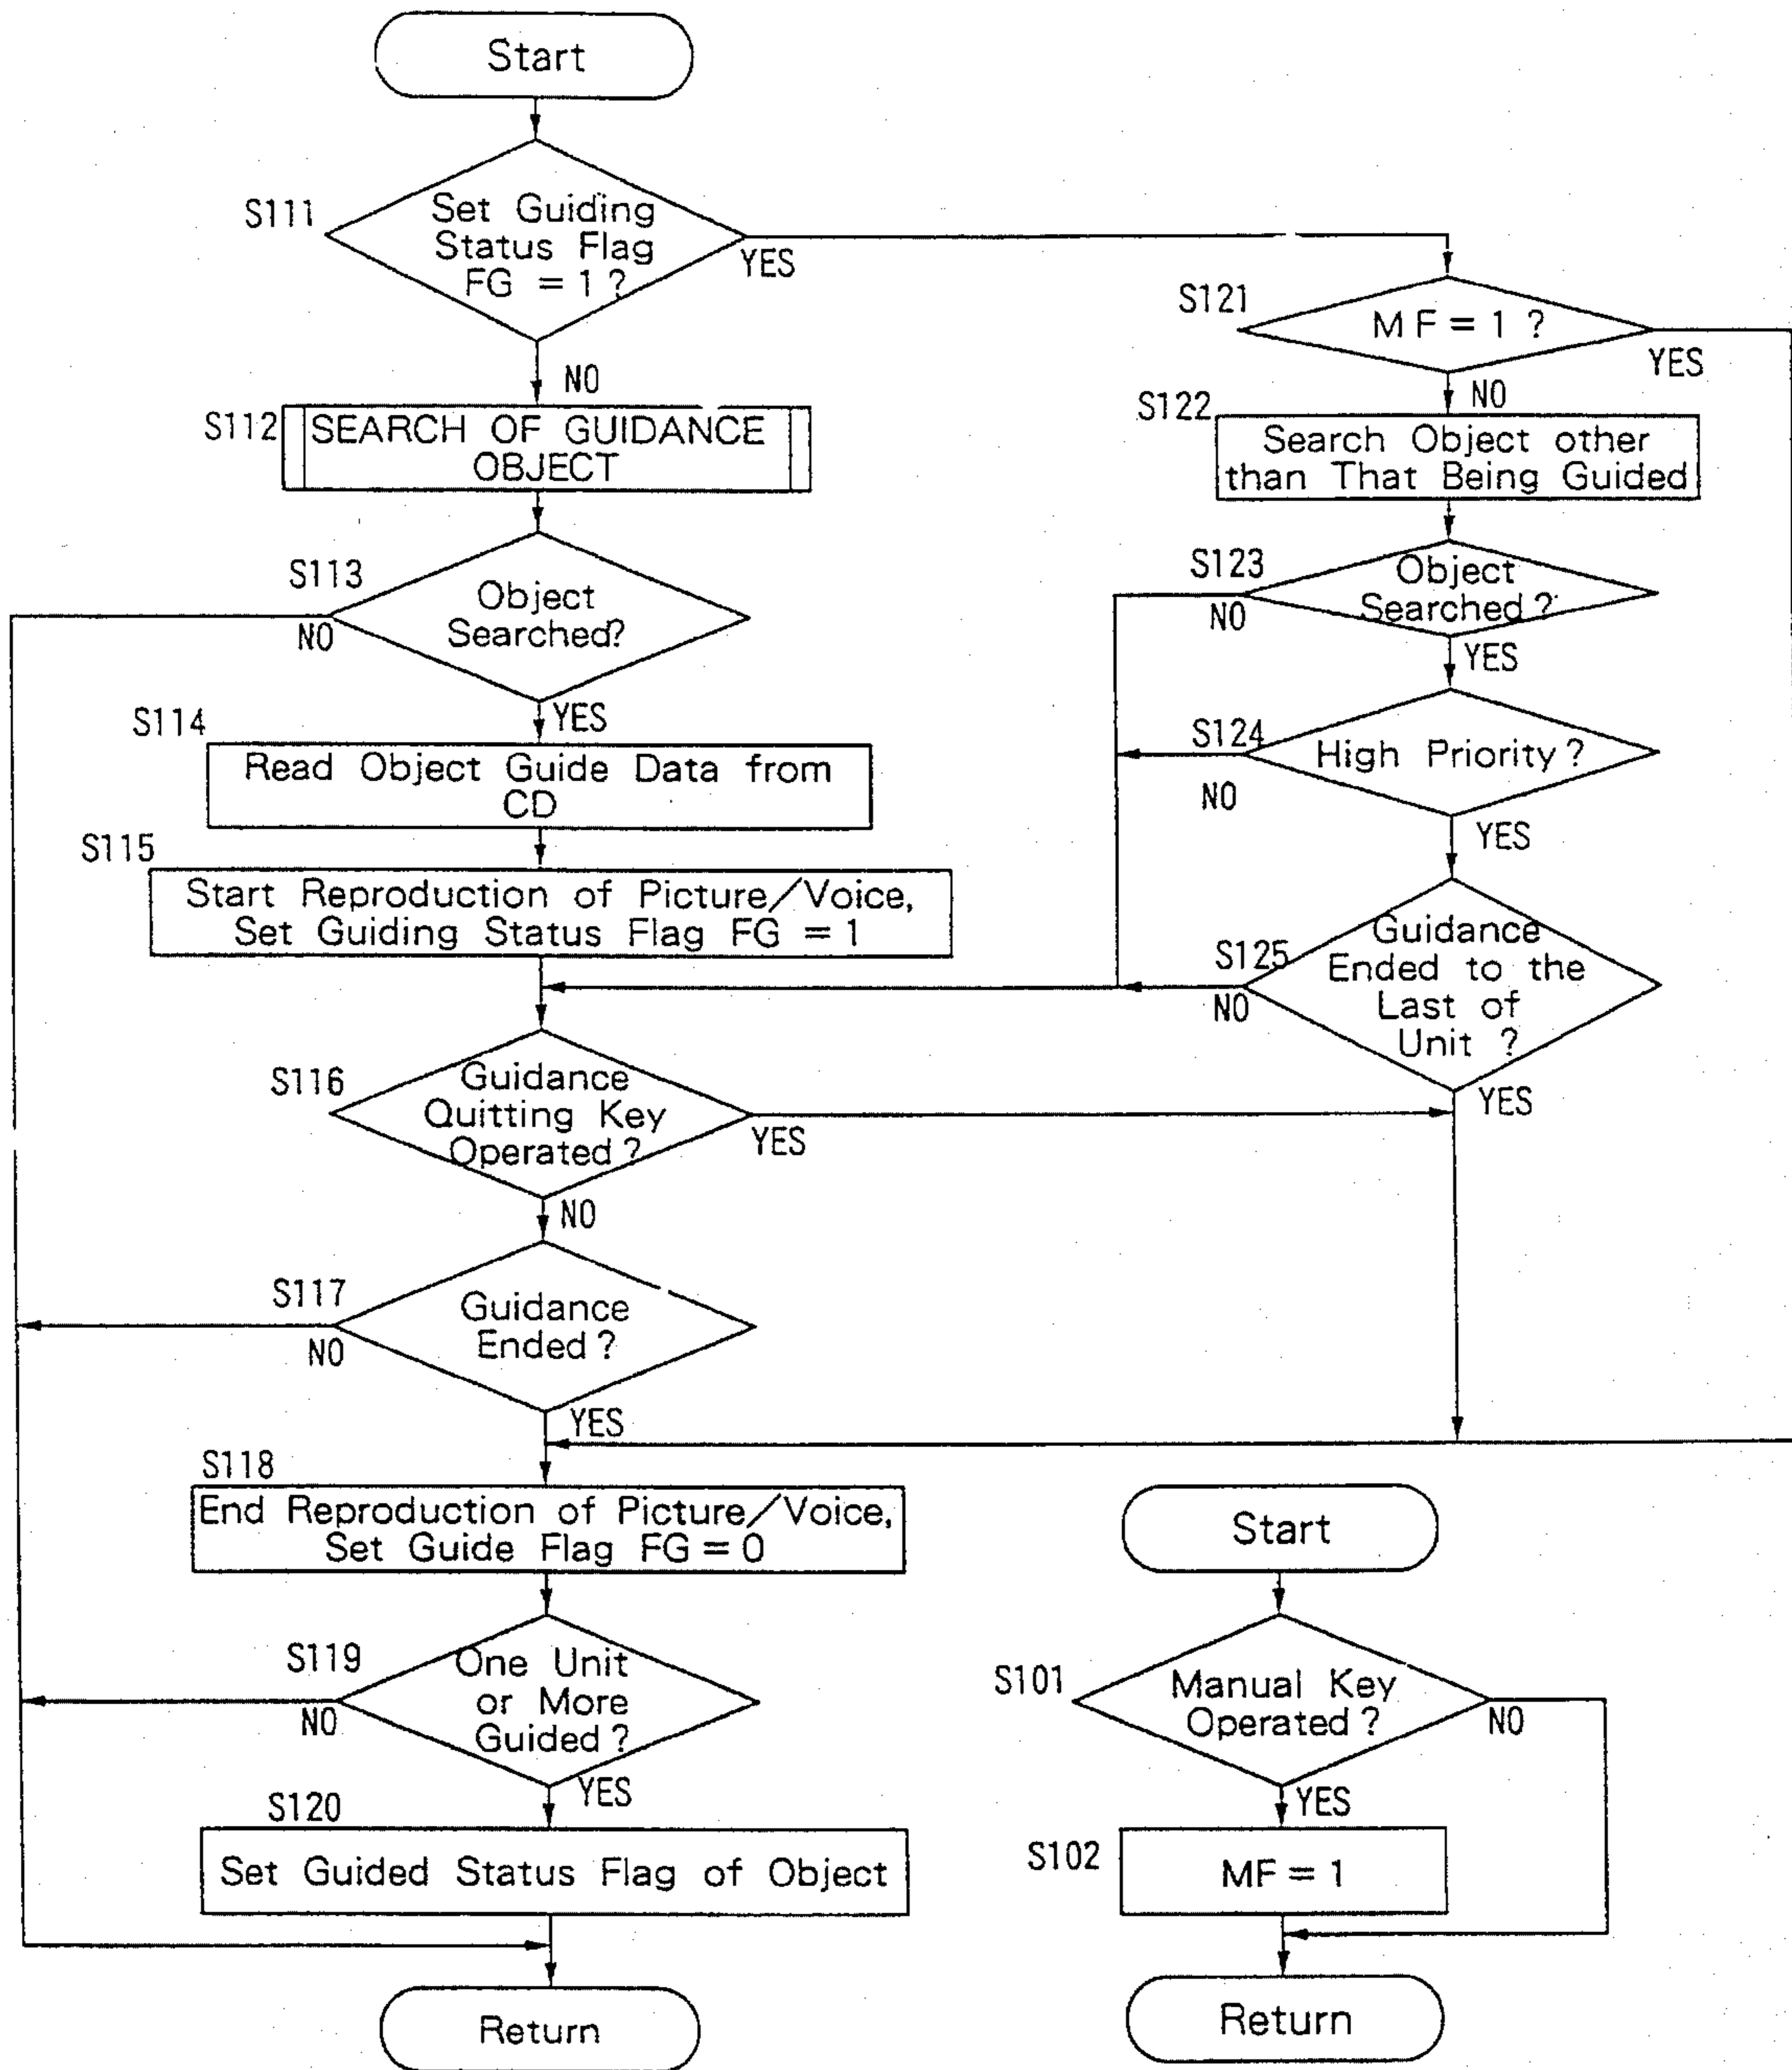 Start
S111
Set Guiding
Status Flag
FG = 1 ?
YES
NO
S112
SEARCH OF GUIDANCE
OBJECT
S113
Object
Searched?
NO
YES
S114
Read Object Guide Data from
CD
S115
Start Reproduction of Picture/Voice,
Set Guiding Status Flag FG = 1
S116
Guidance
Quitting Key
Operated ?
YES
NO
S117
Guidance
Ended ?
NO
YES
S118
End Reproduction of Picture/Voice,
Set Guide Flag FG = 0
S119
One Unit
or More
Guided ?
NO
YES
S120
Set Guided Status Flag of Object
Return
S121
MF = 1 ?
YES
NO
S122
Search Object other
than That Being Guided
S123
Object
Searched ?
NO
YES
S124
High Priority ?
NO
YES
S125
Guidance
Ended to the
Last of
Unit ?
NO
YES
Start
S101
Manual Key
Operated ?
NO
YES
S102
MF = 1
Return